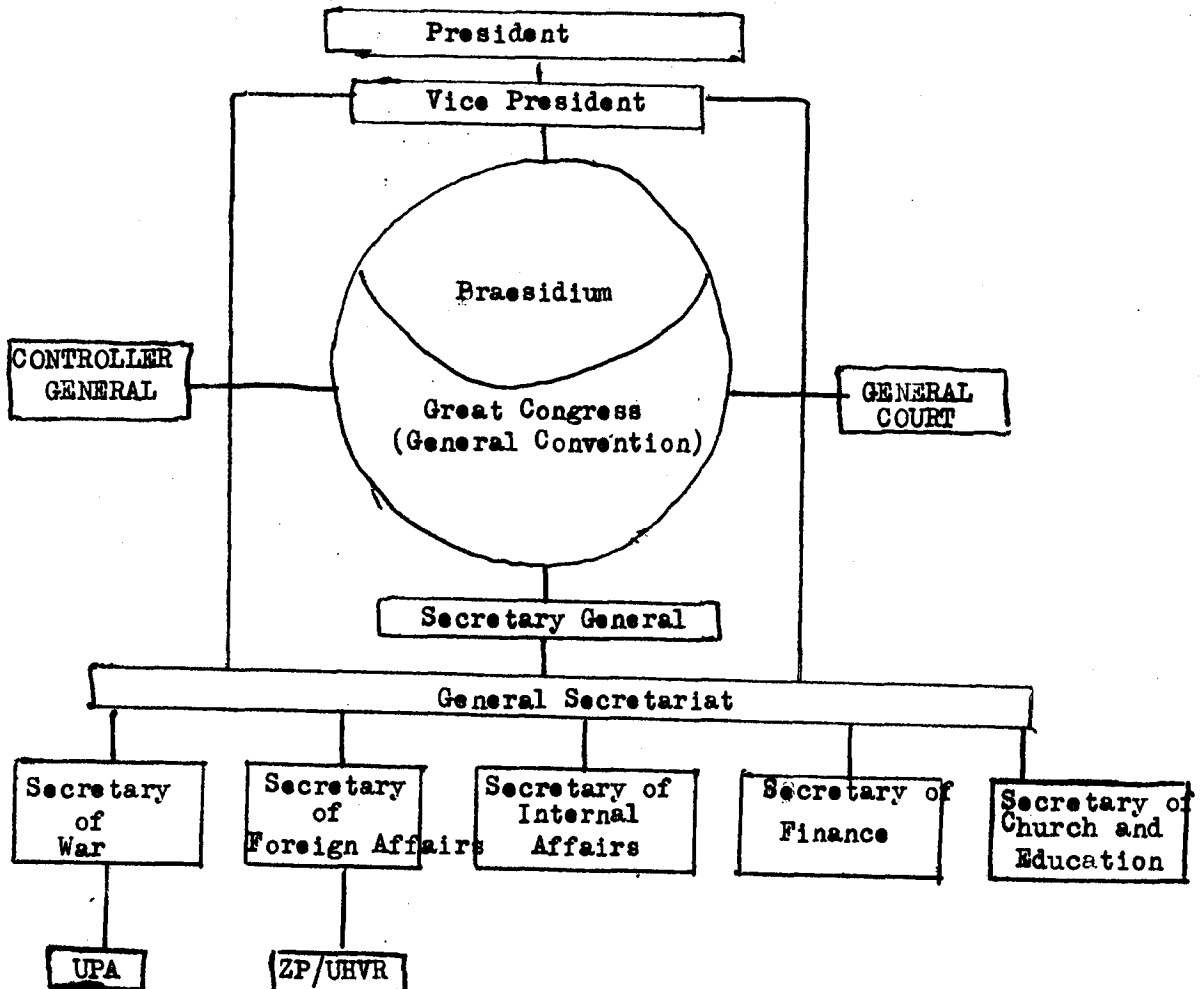 President
Vice President
Praesidium
CONTROLLER
GENERAL
GENERAL
COURT
Great Congress
(General Convention)
Secretary General
General Secretariat
Secretary
of
War
Secretary
of
Foreign Affairs
Secretary of
Internal
Affairs
Secretary of
Finance
Secretary of
Church and
Education
UPA
ZP/UHVR